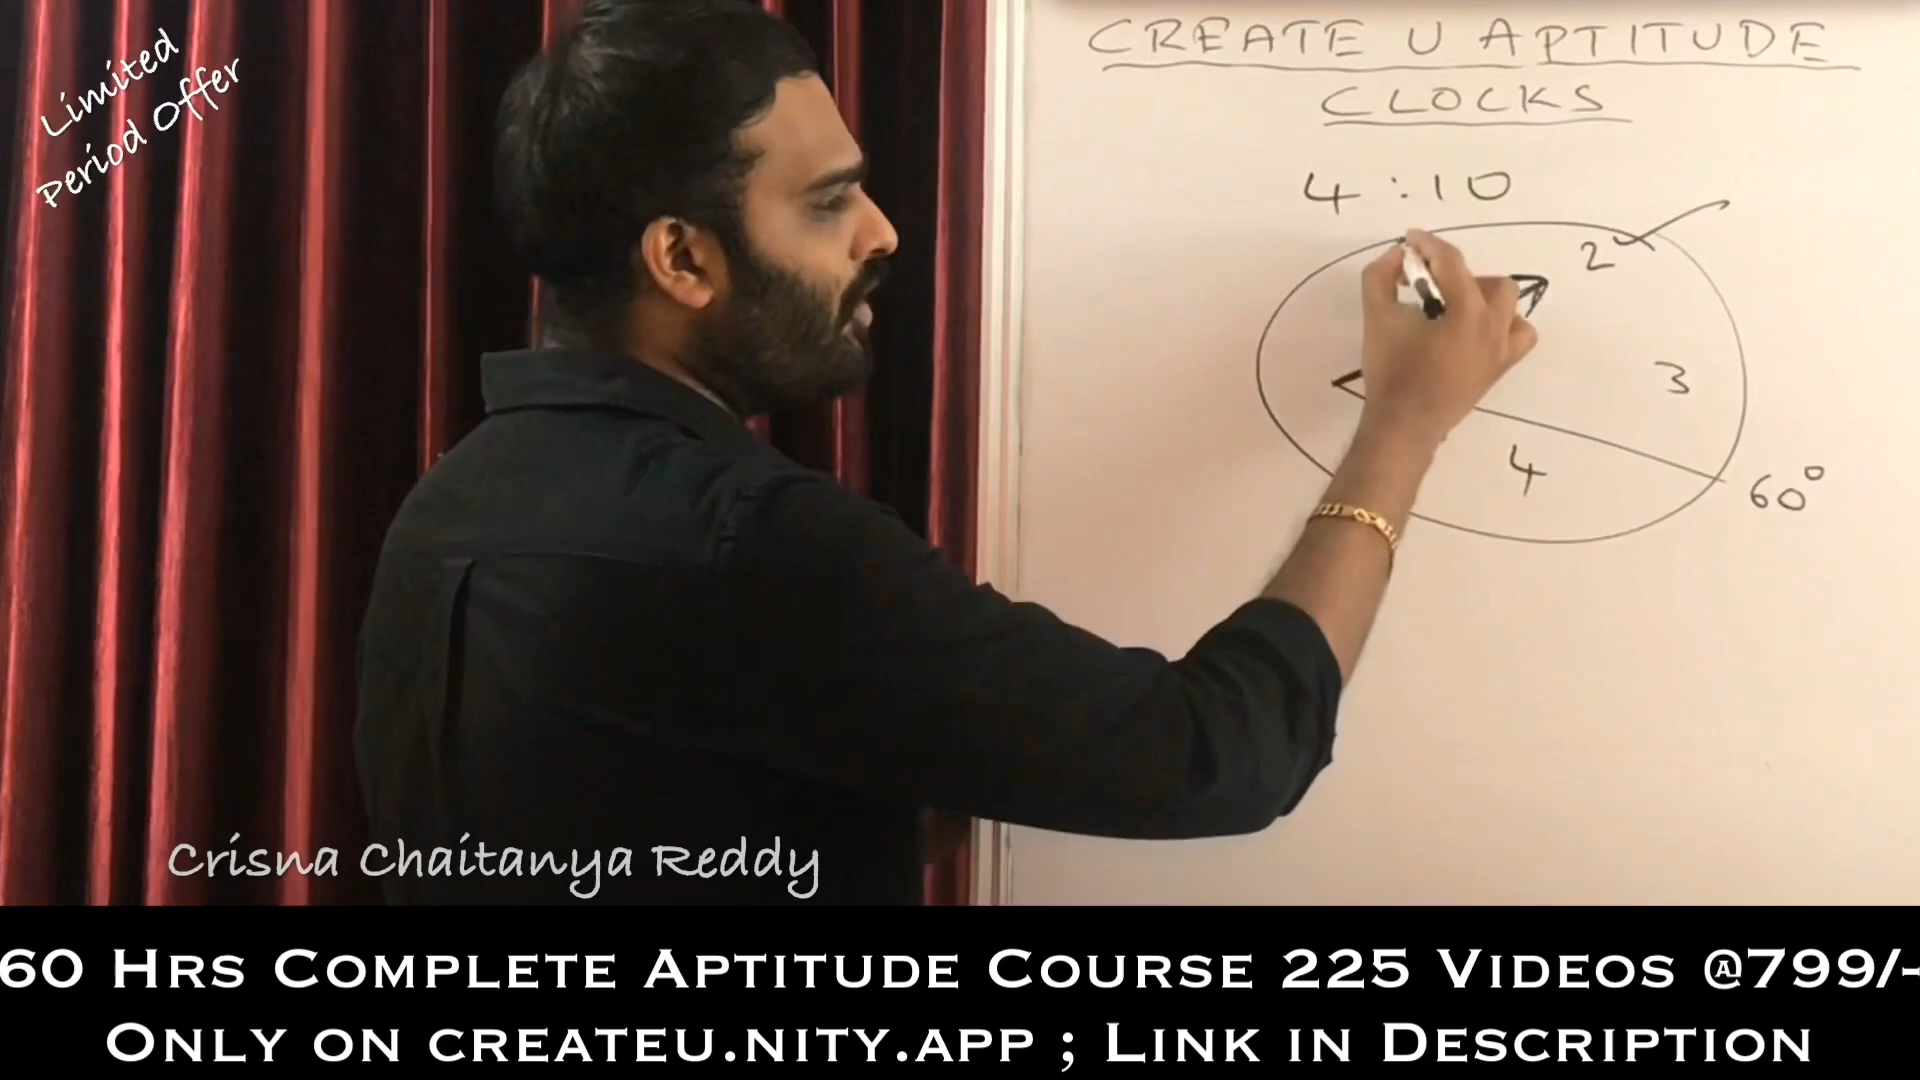 Limited
Period Offer
CREATE U APTITUDE
CLOCKS
4 : 10
2
3
4
60°
Crisna Chaitanya Reddy
60 HRS COMPLETE APTITUDE COURSE 225 VIDEOS @799/-
ONLY ON CREATEU.NITY.APP ; LINK IN DESCRIPTION